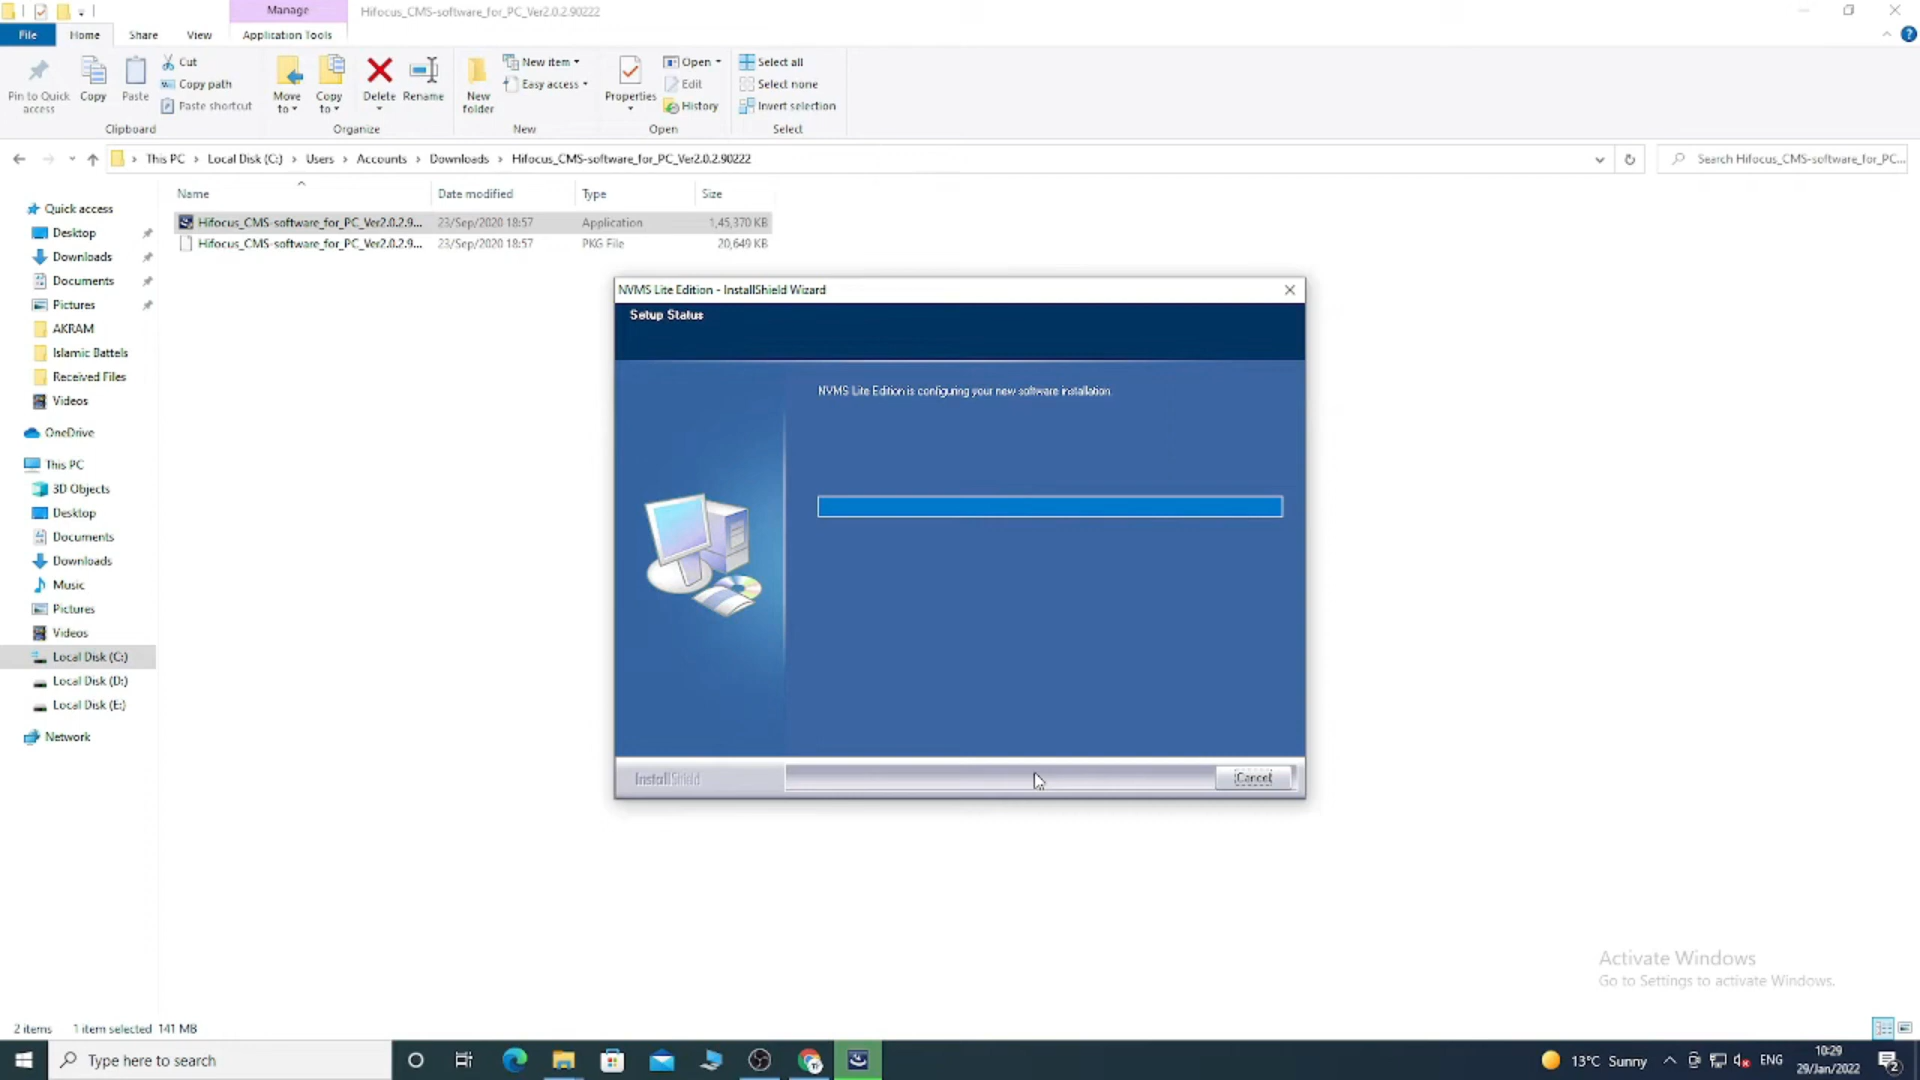 Manage
Hifocus_CMS-software_for_PC_Ver2.0.2.90222
File Home Share View Application Tools
Pin to Quick access
Copy
Paste
Cut
Copy path
Paste shortcut
Clipboard
Move to
Copy to
Delete
Rename
Organize
New folder
New item
Easy access
New
Properties
Open
Edit
History
Open
Select all
Select none
Invert selection
Select
This PC > Local Disk (C:) > Users > Accounts > Downloads > Hifocus_CMS-software_for_PC_Ver2.0.2.90222
Search Hifocus_CMS-software_for_PC...
Name Date modified Type Size
Hifocus_CMS-software_for_PC_Ver2.0.2.9... 23/Sep/2020 18:57 Application 1,45,370 KB
Hifocus_CMS-software_for_PC_Ver2.0.2.9... 23/Sep/2020 18:57 PKG File 20,649 KB
Quick access
Desktop
Downloads
Documents
Pictures
AKRAM
Islamic Battels
Received Files
Videos
OneDrive
This PC
3D Objects
Desktop
Documents
Downloads
Music
Pictures
Videos
Local Disk (C:)
Local Disk (D:)
Local Disk (E:)
Network
NVMS Lite Edition - InstallShield Wizard
Setup Status
NVMS Lite Edition is configuring your new software installation.
InstallShield
Cancel
Activate Windows
Go to Settings to activate Windows.
2 items 1 item selected 141 MB
Type here to search
13°C Sunny
ENG
10:29
29/Jan/2022
2